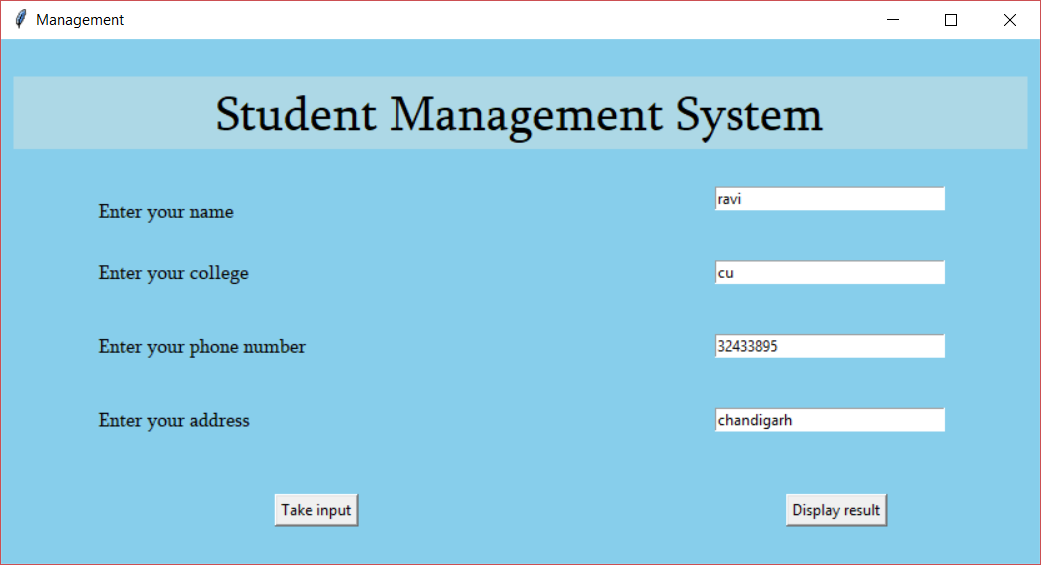 Management
Student Management System
Enter your name
ravi
Enter your college
cu
Enter your phone number
32433895
Enter your address
chandigarh
Take input
Display result